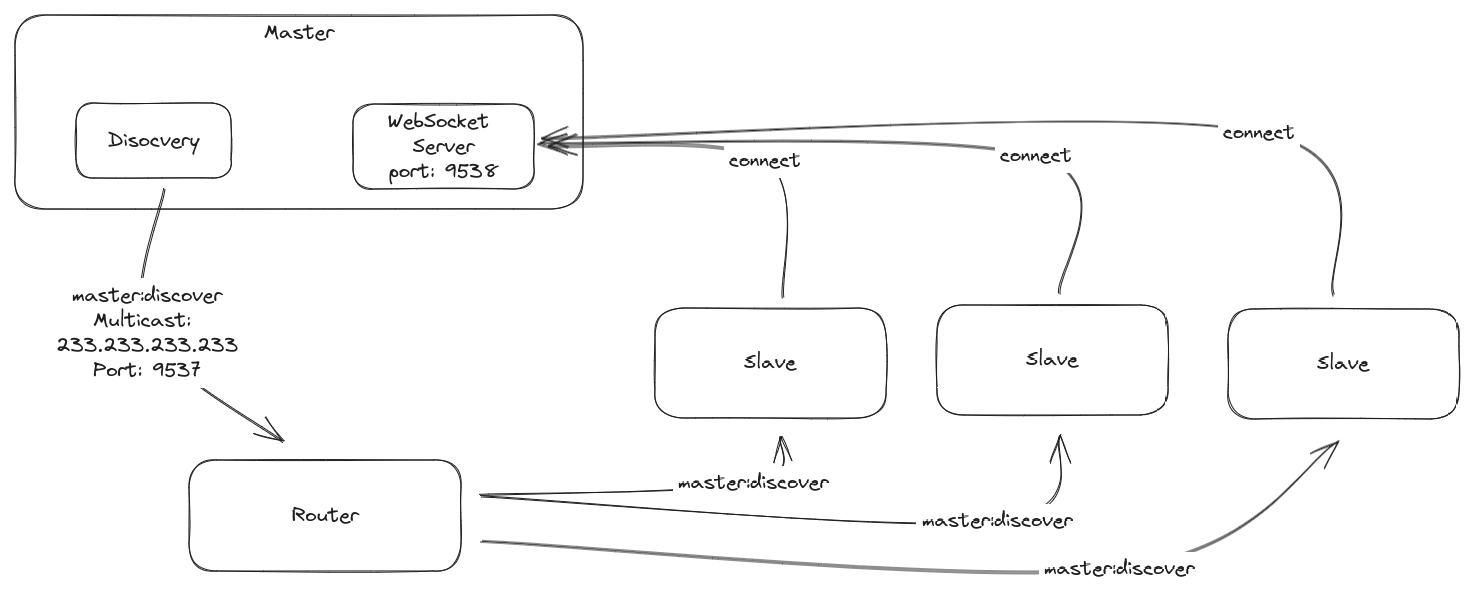 Master
Disocvery
WebSocket
Server
port: 9538
connect
connect
connect
master:discover
Multicast:
233.233.233.233
Port: 9537
Slave
Slave
Slave
Router
master:discover
master:discover
master:discover